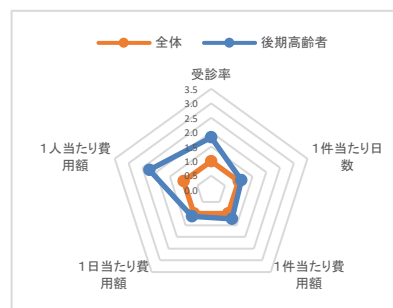 全体 後期高齢者
受診率
3.5
3.0
2.5
2.0
1.5
1.0
0.5
0.0
1人当たり費
用額
1件当たり日
数
1日当たり費
用額
1件当たり費
用額